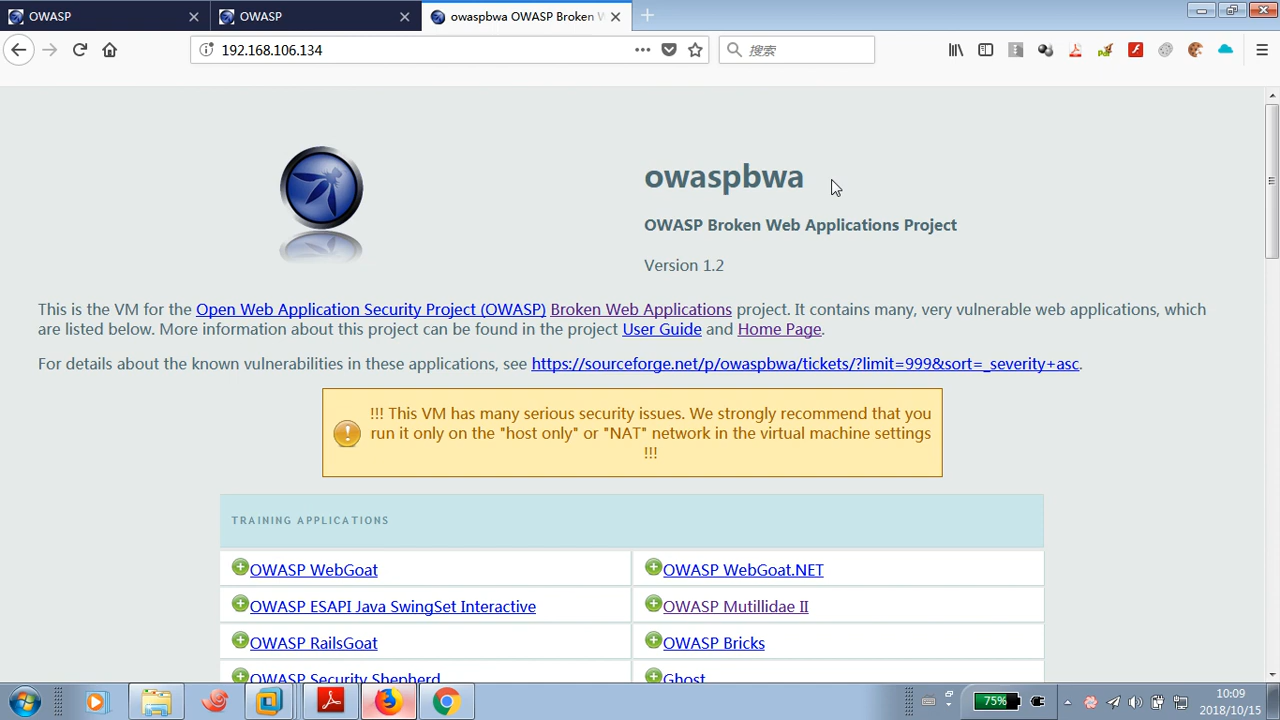 OWASP
OWASP
owaspbwa OWASP Broken W
192.168.106.134
搜索
owaspbwa
OWASP Broken Web Applications Project
Version 1.2
This is the VM for the Open Web Application Security Project (OWASP) Broken Web Applications project. It contains many, very vulnerable web applications, which
are listed below. More information about this project can be found in the project User Guide and Home Page.
For details about the known vulnerabilities in these applications, see https://sourceforge.net/p/owaspbwa/tickets/?limit=999&sort=_severity+asc.
!!! This VM has many serious security issues. We strongly recommend that you
run it only on the "host only" or "NAT" network in the virtual machine settings
!!!
TRAINING APPLICATIONS
OWASP WebGoat
OWASP WebGoat.NET
OWASP ESAPI Java SwingSet Interactive
OWASP Mutillidae II
OWASP RailsGoat
OWASP Bricks
OWASP Security Shepherd
Ghost
75%
10:09
2018/10/15